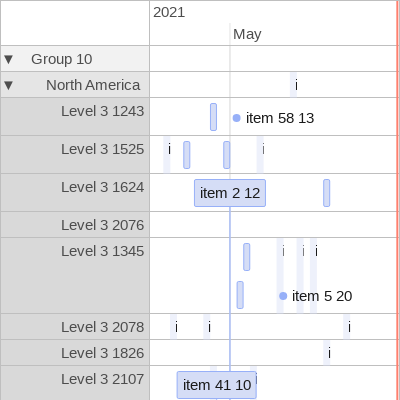 2021
May
▼ Group 10
▼ North America
i
Level 3 1243
item 58 13
Level 3 1525
i i
Level 3 1624
item 2 12
Level 3 2076
Level 3 1345
i i i
item 5 20
Level 3 2078
i i i
Level 3 1826
i
Level 3 2107
item 41 10
i